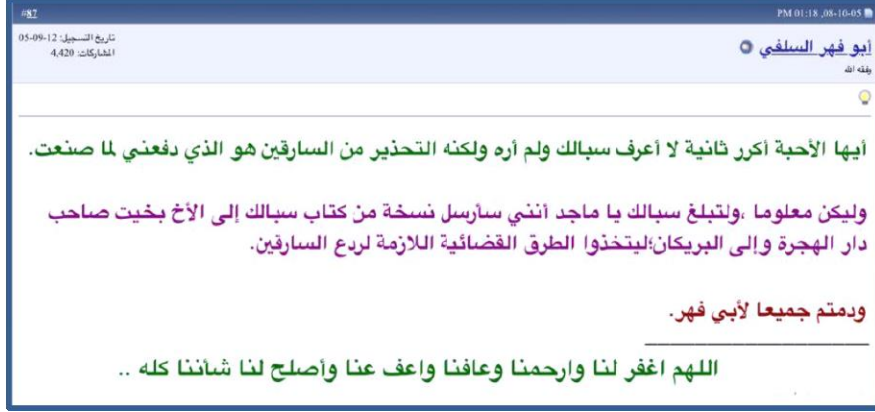 #87
PM 01:18 ,08-10-05
تاريخ التسجيل: 12-09-05
المشاركات: 4,420
أبو فهر السلفي
وفقه الله
أيها الأحبة أكرر ثانية لا أعرف سبالك ولم أره ولكنه التحذير من السارقين هو الذي دفعني لما صنعت.
وليكن معلوما ،ولتبلغ سبالك يا ماجد أنني سأرسل نسخة من كتاب سبالك إلى الأخ بخيت صاحب
دار الهجرة وإلى البريكان؛ليتخذوا الطرق القضائية اللازمة لردع السارقين.
ودمتم جميعا لأبي فهر.
اللهم اغفر لنا وارحمنا وعافنا واعف عنا وأصلح لنا شأننا كله ..